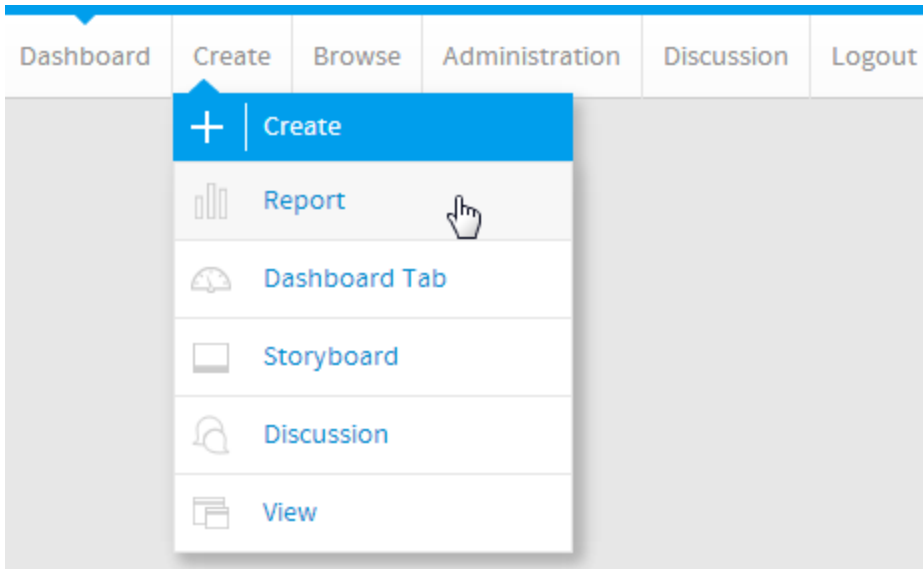 Dashboard Create Browse Administration Discussion Logout
Create
Report
Dashboard Tab
Storyboard
Discussion
View